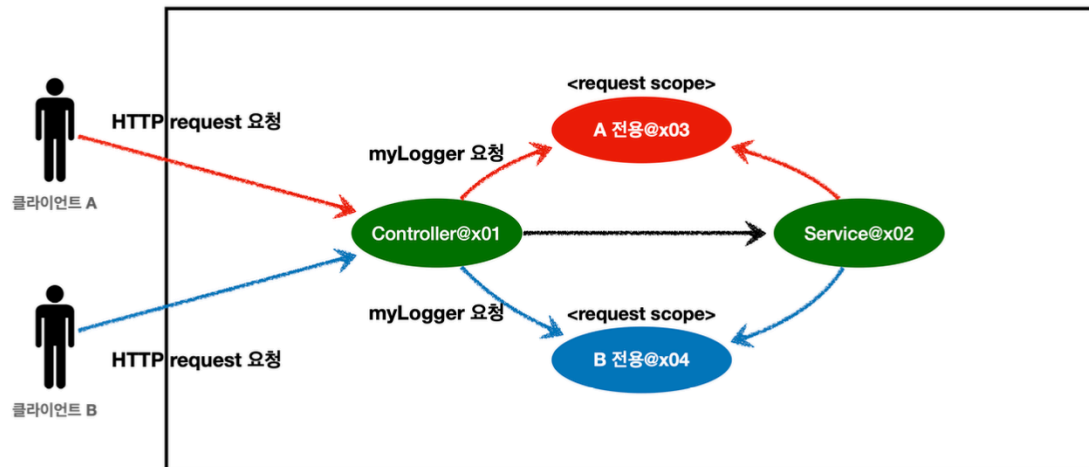 <request scope>
HTTP request 요청
A 전용@x03
myLogger 요청
클라이언트 A
Controller@x01
Service@x02
myLogger 요청
<request scope>
HTTP request 요청
B 전용@x04
클라이언트 B